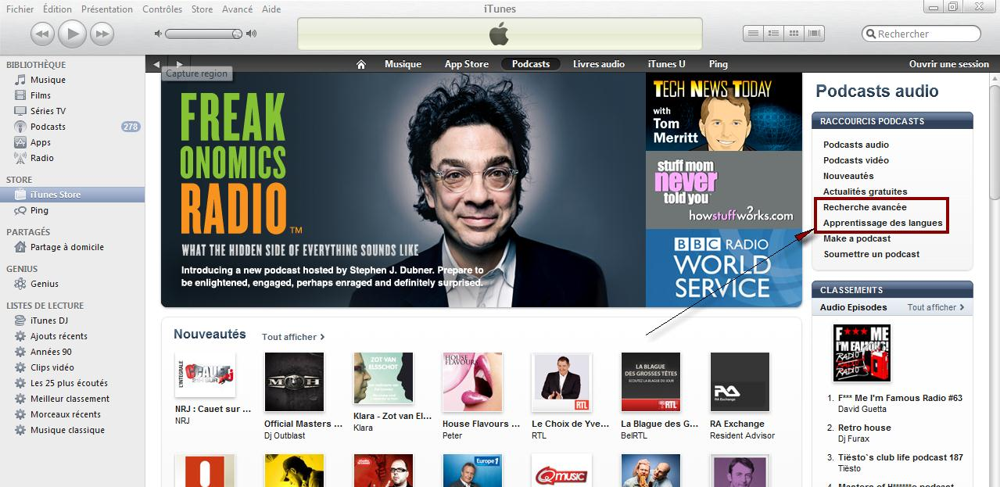 Fichier Édition Présentation Contrôles Store Avancé Aide
iTunes
Rechercher
BIBLIOTHÈQUE
Musique
Films
Séries TV
Podcasts 278
Apps
Radio
STORE
iTunes Store
Ping
PARTAGÉS
Partage à domicile
GENIUS
Genius
LISTES DE LECTURE
iTunes DJ
Ajouts récents
Années 90
Clips vidéo
Les 25 plus écoutés
Meilleur classement
Morceaux récents
Musique classique
Musique App Store Podcasts Livres audio iTunes U Ping Ouvrir une session
Capture region
FREAK
ONOMICS
RADIO™
WHAT THE HIDDEN SIDE OF EVERYTHING SOUNDS LIKE
Introducing a new podcast hosted by Stephen J. Dubner. Prepare to
be enlightened, engaged, perhaps enraged and definitely surprised.
TECH NEWS TODAY
with
Tom
Merritt
stuff mom
never
told you
howstuffworks.com
BBC RADIO
WORLD
SERVICE
Podcasts audio
RACCOURCIS PODCASTS
Podcasts audio
Podcasts vidéo
Nouveautés
Actualités gratuites
Recherche avancée
Apprentissage des langues
Make a podcast
Soumettre un podcast
CLASSEMENTS
Audio Episodes Tout afficher
F*** ME
I'M FAMOUS!
RADIO
1. F*** Me I'm Famous Radio #63
David Guetta
2. Retro house
Dj Furax
3. Tiësto`s club life podcast 187
Tiësto
4. Masters of H******e podcast
Nouveautés Tout afficher
L'INTÉGRALE
CAUET
NRJ : Cauet sur ...
NRJ
MOH
Official Masters ...
Dj Outblast
ZOT VAN
ELSSCHOT
Klara - Zot van El...
Klara
HOUSE
FLAVOURS
House Flavours ...
Peter
RTL
Le Choix de Yve...
RTL
LA BLAGUE
DES GROSSES TÊTES
ÉCOUTEZ LA BLAGUE DU JOUR
RTL
La Blague des G...
BelRTL
RA
RA Exchange
RA Exchange
Resident Advisor
studio brussel
Europe 1
Qmusic